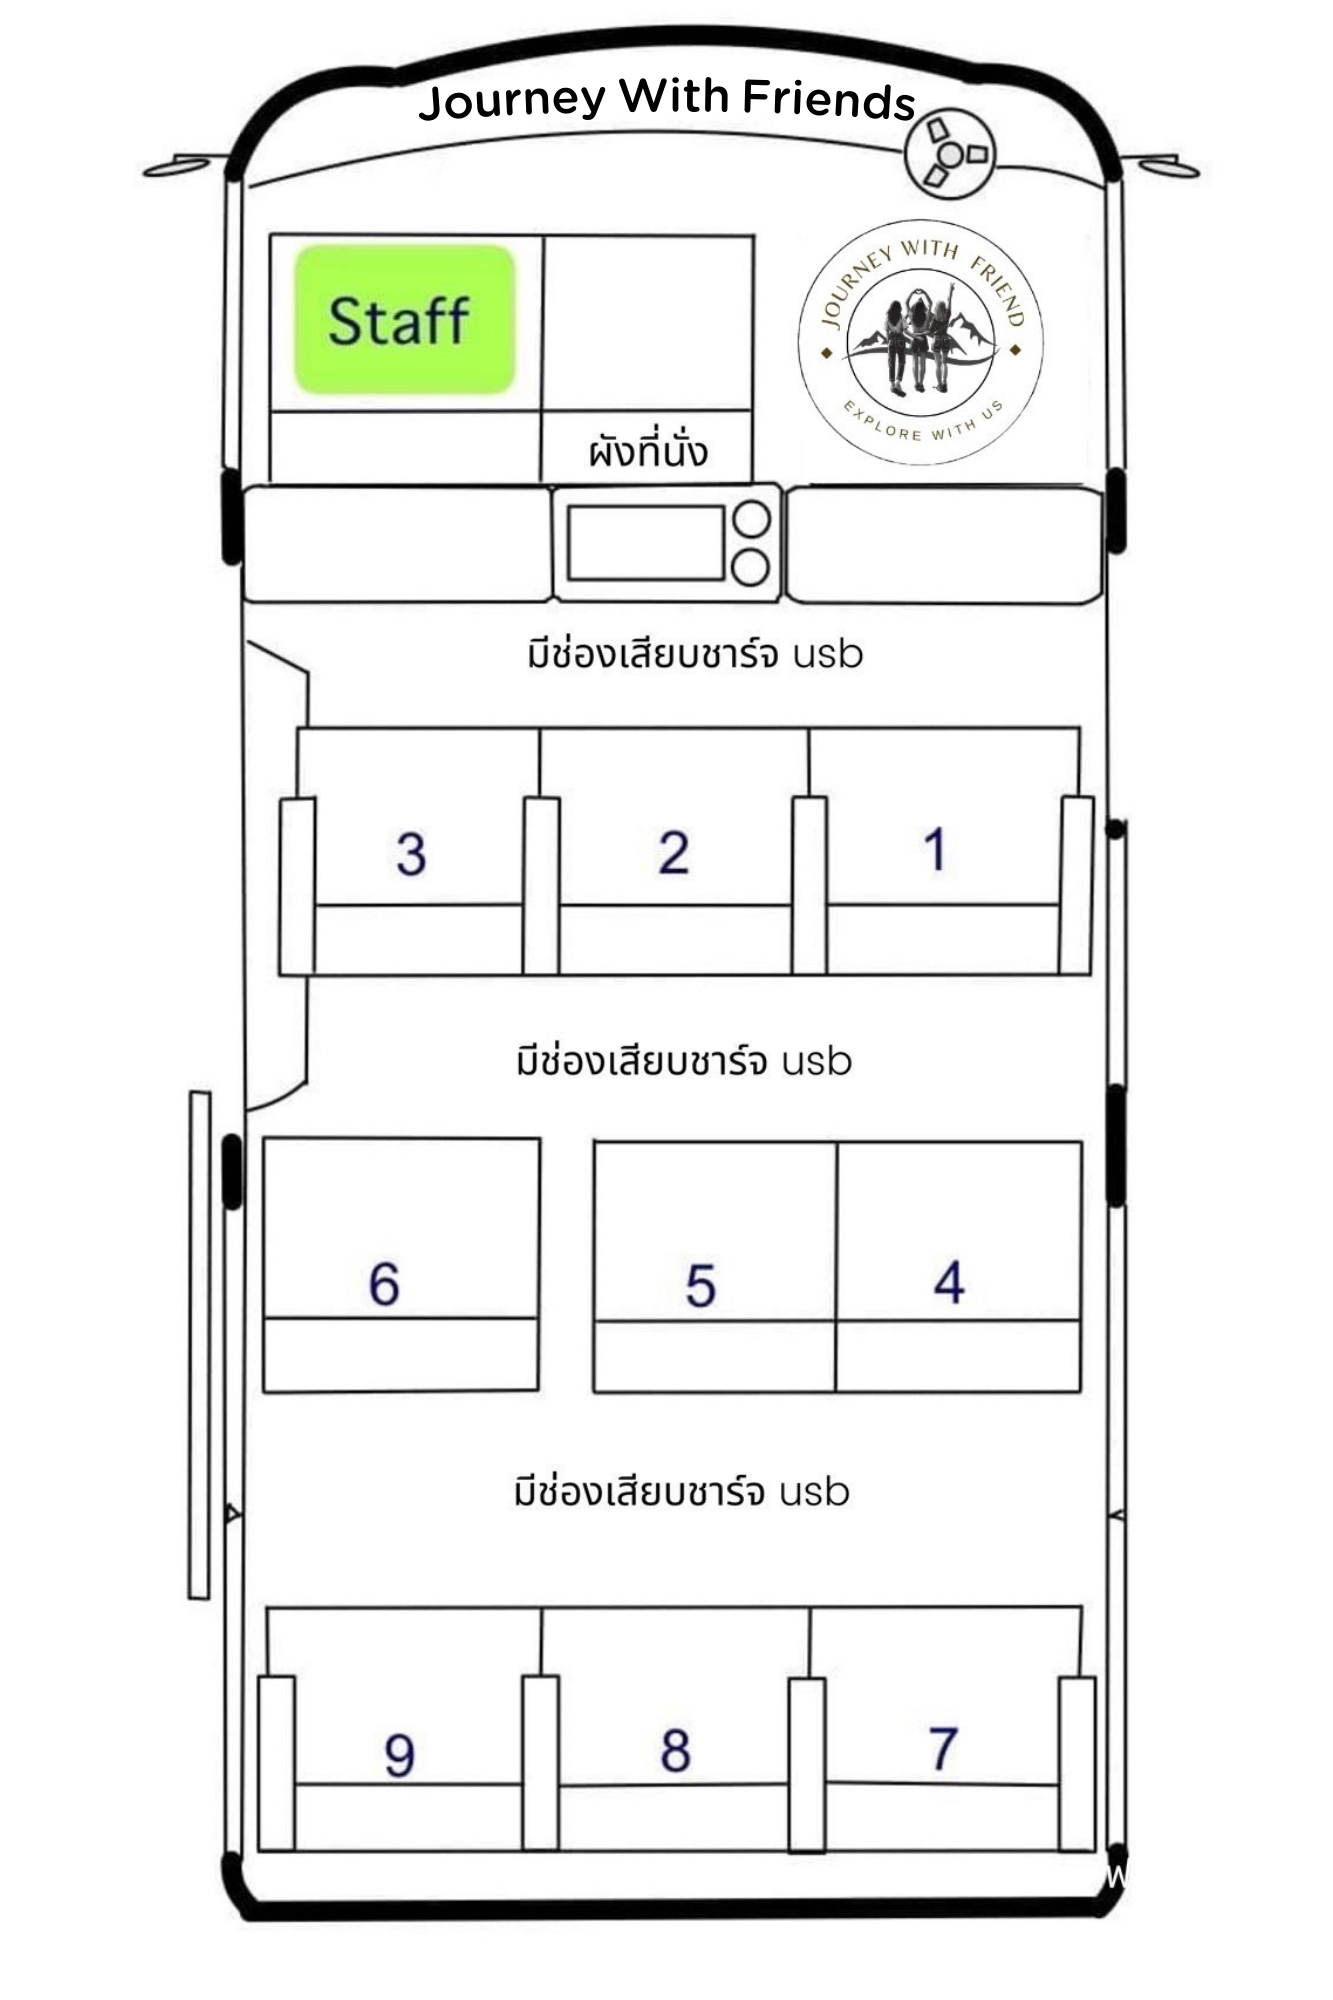 Journey With Friends
JOURNEY WITH FRIEND
EXPLORE WITH US
Staff
ผังที่นั่ง
มีช่องเสียบชาร์จ usb
3 2 1
มีช่องเสียบชาร์จ usb
6 5 4
มีช่องเสียบชาร์จ usb
9 8 7
W